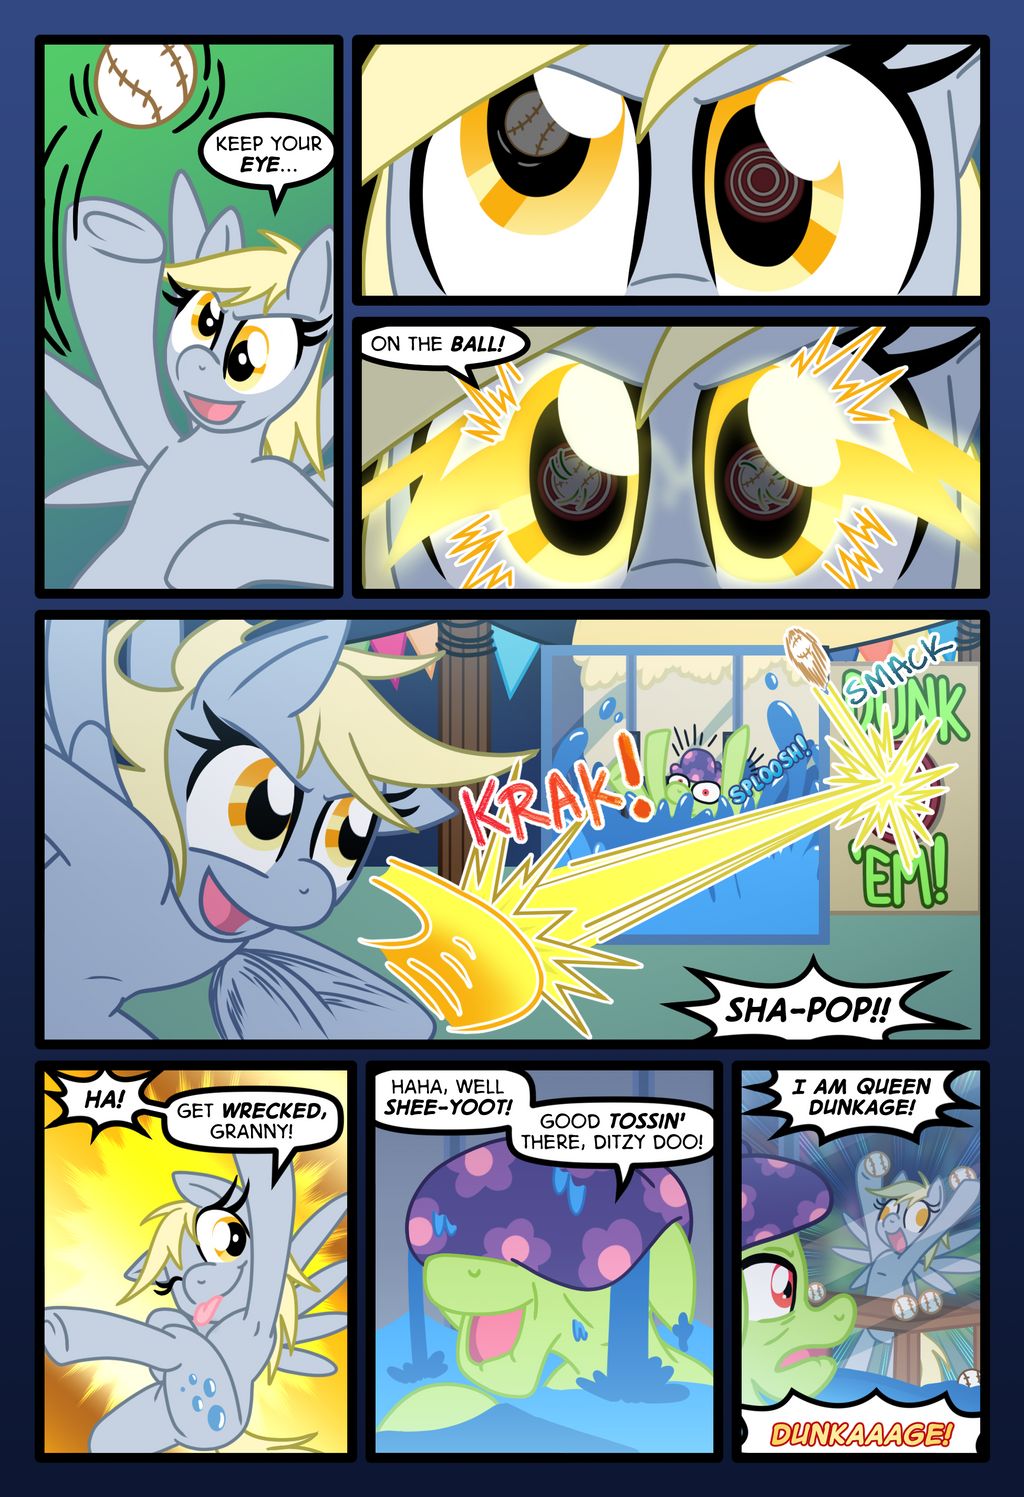 KEEP YOUR
EYE...
ON THE BALL!
KRAK!
SPLOOSH!
SMACK
DUNK
'EM!
SHA-POP!!
HA!
GET WRECKED,
GRANNY!
HAHA, WELL
SHEE-YOOT!
GOOD TOSSIN'
THERE, DITZY DOO!
I AM QUEEN
DUNKAGE!
DUNKAAAGE!